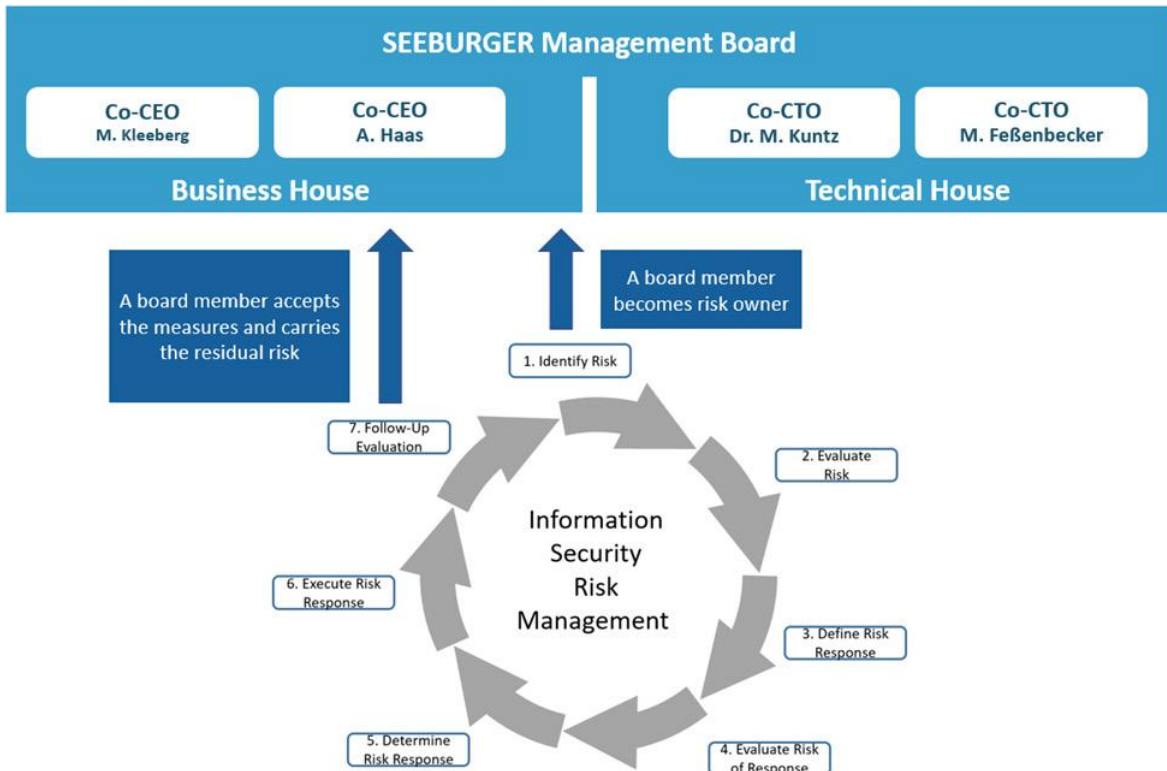 SEEBURGER Management Board
Co-CEO
M. Kleeberg
Co-CEO
A. Haas
Co-CTO
Dr. M. Kuntz
Co-CTO
M. Feßenbecker
Business House
Technical House
A board member accepts
the measures and carries
the residual risk
A board member
becomes risk owner
1. Identify Risk
7. Follow-Up
Evaluation
2. Evaluate
Risk
Information
Security
Risk
Management
6. Execute Risk
Response
3. Define Risk
Response
5. Determine
Risk Response
4. Evaluate Risk
of Response